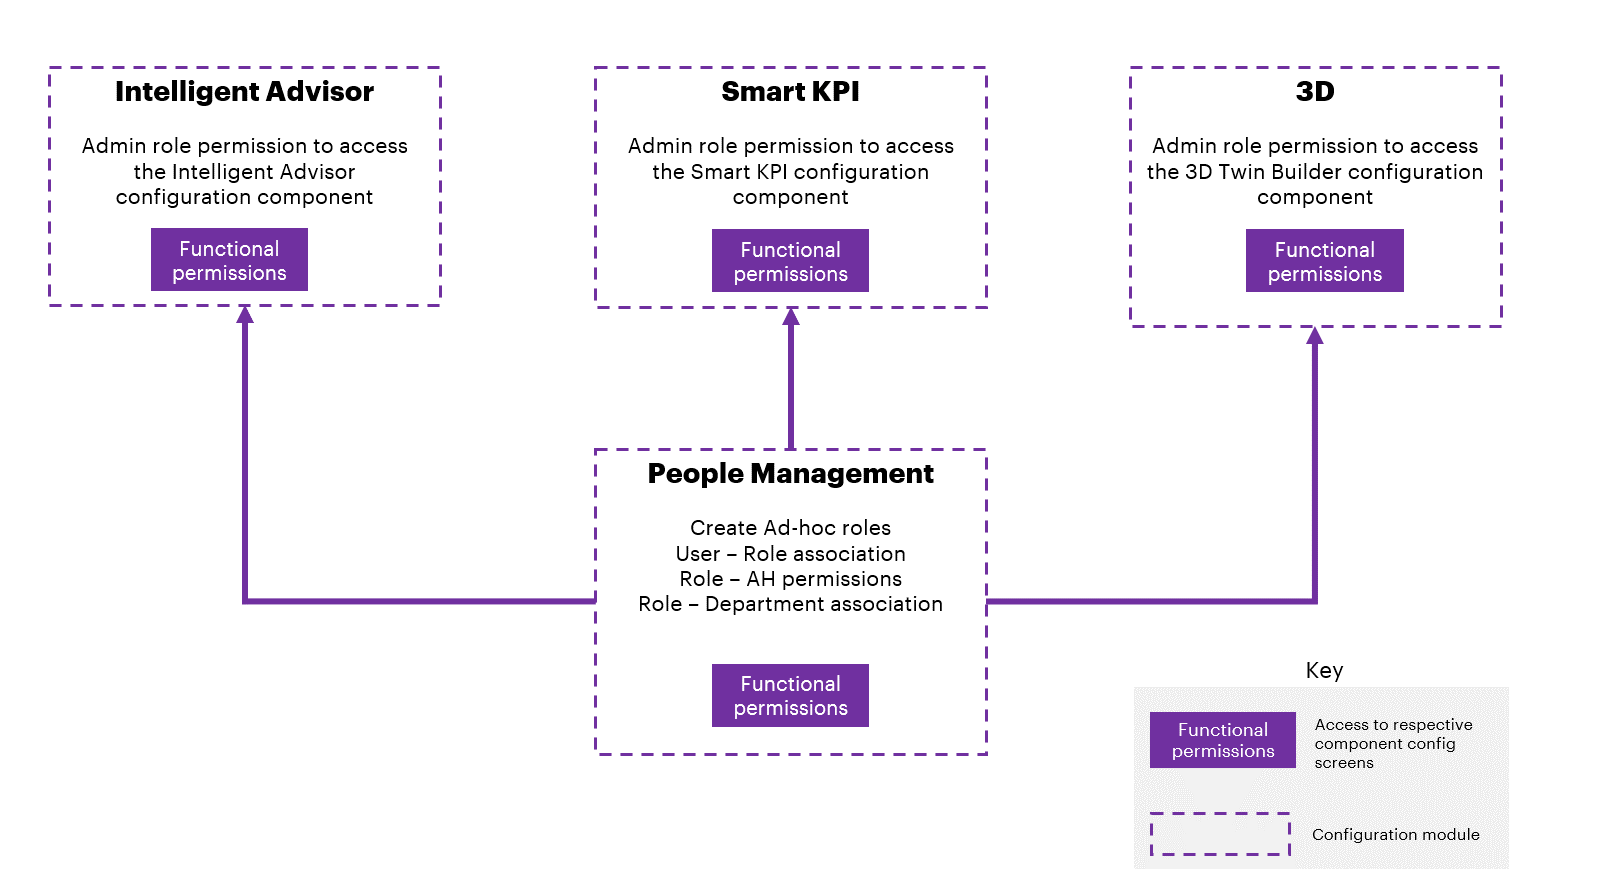 Intelligent Advisor
Admin role permission to access
the Intelligent Advisor
configuration component
Functional
permissions
Smart KPI
Admin role permission to access
the Smart KPI configuration
component
Functional
permissions
3D
Admin role permission to access
the 3D Twin Builder configuration
component
Functional
permissions
People Management
Create Ad-hoc roles
User – Role association
Role – AH permissions
Role – Department association
Functional
permissions
Key
Functional
permissions
Access to respective
component config
screens
Configuration module